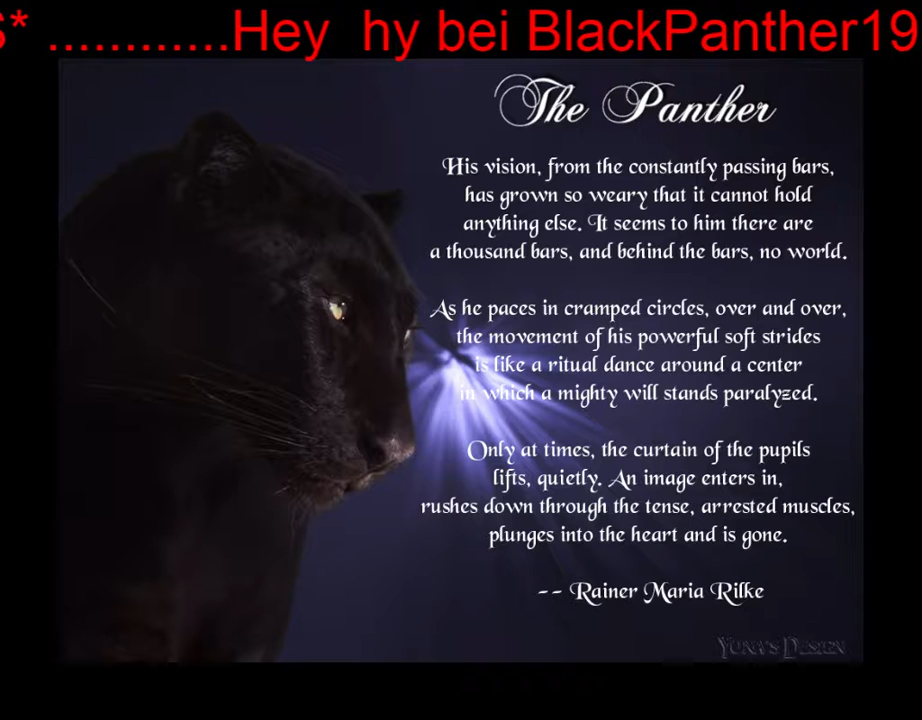 * ............Hey hy bei BlackPanther19
The Panther
His vision, from the constantly passing bars,
has grown so weary that it cannot hold
anything else. It seems to him there are
a thousand bars, and behind the bars, no world.
As he paces in cramped circles, over and over,
the movement of his powerful soft strides
is like a ritual dance around a center
in which a mighty will stands paralyzed.
Only at times, the curtain of the pupils
lifts, quietly. An image enters in,
rushes down through the tense, arrested muscles,
plunges into the heart and is gone.
-- Rainer Maria Rilke
Yuna's Design